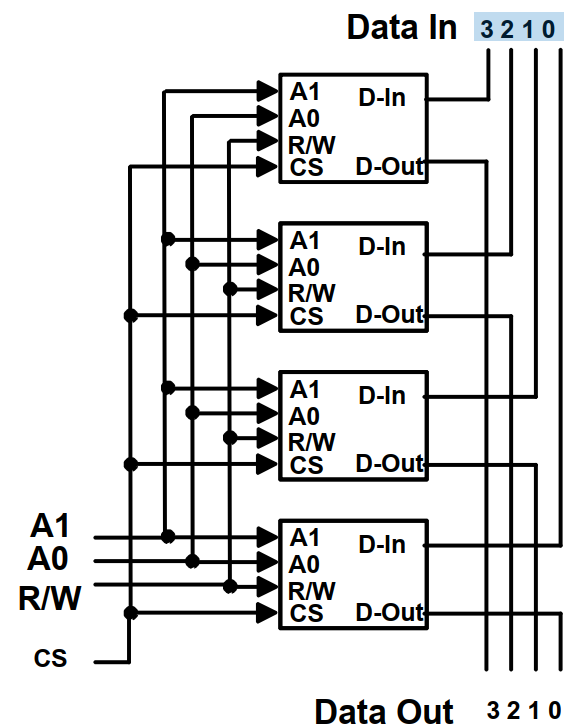 Data In 3 2 1 0
A1 D-In
A0
R/W
CS D-Out
A1 D-In
A0
R/W
CS D-Out
A1 D-In
A0
R/W
CS D-Out
A1 D-In
A0
R/W
CS D-Out
A1
A0
R/W
CS
Data Out 3 2 1 0